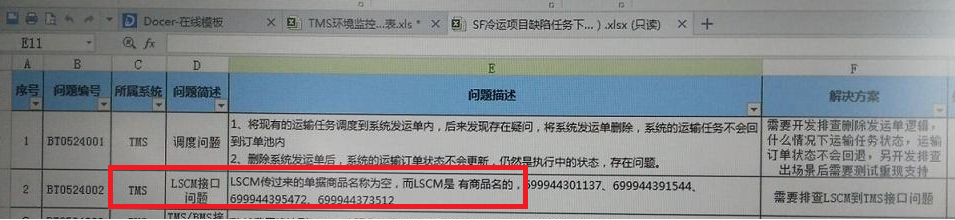 Docer-在线模板
TMS环境监控...表.xls *
SF冷运项目缺陷任务下...）.xlsx (只读)
E11
fx
A B C D E F
序号 问题编号 所属系统 问题简述 问题描述 解决方案
1 BT0524001 TMS 调度问题
1、将现有的运输任务调度到系统发运单内，后来发现存在疑问，将系统发运单删除，系统的运输任务不会回
到订单池内
2、删除系统发运单后，系统的运输订单状态不会更新，仍然是执行中的状态，存在问题。
需要开发排查删除发运单逻辑，
什么情况下运输任务状态，运输
订单状态不会回退，另开发排查
出场景后需要测试重现支持
2 BT0524002 TMS
LSCM接口
问题
LSCM传过来的单据商品名称为空，而LSCM是 有商品名的，699944301137、699944391544、
699944395472、699944373512
需要排查LSCM到TMS接口问题
TMS/BMS接